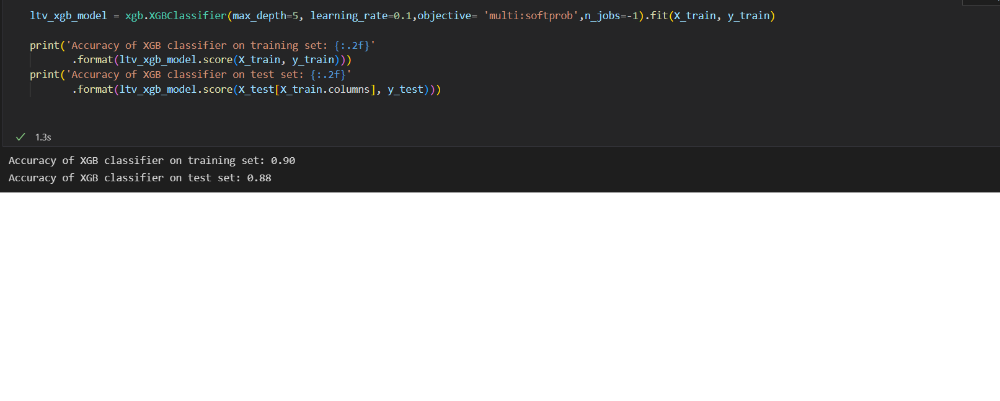 ltv_xgb_model = xgb.XGBClassifier(max_depth=5, learning_rate=0.1,objective= 'multi:softprob',n_jobs=-1).fit(X_train, y_train)
print('Accuracy of XGB classifier on training set: {:.2f}'
.format(ltv_xgb_model.score(X_train, y_train)))
print('Accuracy of XGB classifier on test set: {:.2f}'
.format(ltv_xgb_model.score(X_test[X_train.columns], y_test)))
1.3s
Accuracy of XGB classifier on training set: 0.90
Accuracy of XGB classifier on test set: 0.88